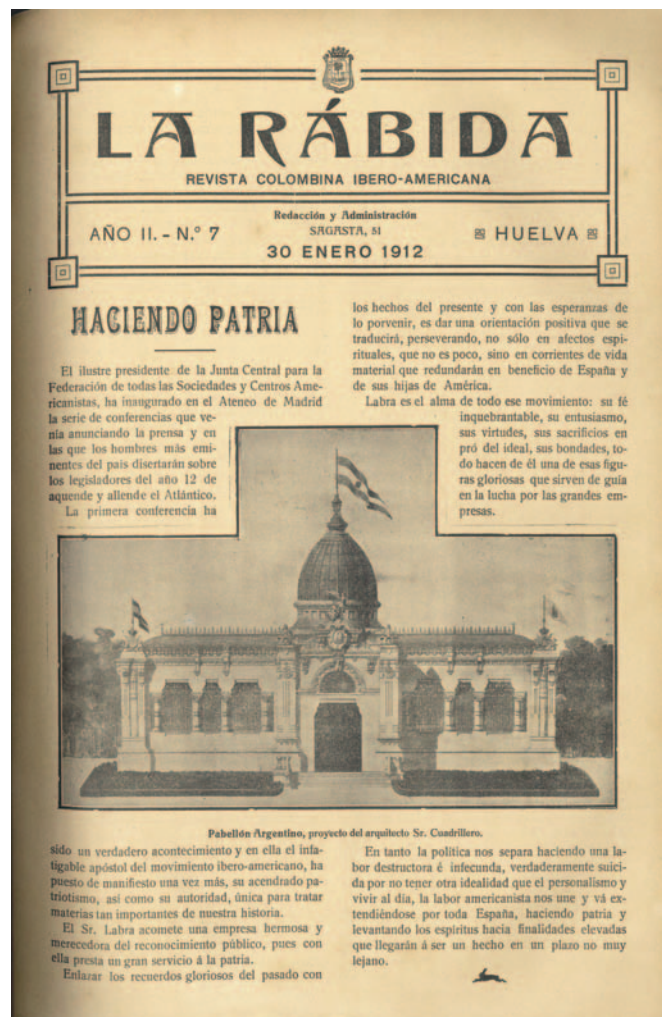 LA RÁBIDA
REVISTA COLOMBINA IBERO-AMERICANA
AÑO II. - N.º 7
Redacción y Administración
SAGASTA, 51
30 ENERO 1912
HUELVA
HACIENDO PATRIA
El ilustre presidente de la Junta Central para la
Federación de todas las Sociedades y Centros Ame-
ricanistas, ha inaugurado en el Ateneo de Madrid
la serie de conferencias que ve-
nía anunciando la prensa y en
las que los hombres más emi-
nentes del país disertarán sobre
los legisladores del año 12 de
aquende y allende el Atlántico.
La primera conferencia ha
sido un verdadero acontecimiento y en ella el infa-
tigable apóstol del movimiento ibero-americano, ha
puesto de manifiesto una vez más, su acendrado pa-
triotismo, así como su autoridad, única para tratar
materias tan importantes de nuestra historia.
El Sr. Labra acomete una empresa hermosa y
merecedora del reconocimiento público, pues con
ella presta un gran servicio á la patria.
Enlazar los recuerdos gloriosos del pasado con
los hechos del presente y con las esperanzas de
lo porvenir, es dar una orientación positiva que se
traducirá, perseverando, no sólo en afectos espi-
rituales, que no es poco, sino en corrientes de vida
material que redundarán en beneficio de España y
de sus hijas de América.
Labra es el alma de todo ese movimiento: su fé
inquebrantable, su entusiasmo,
sus virtudes, sus sacrificios en
pró del ideal, sus bondades, to-
do hacen de él una de esas figu-
ras gloriosas que sirven de guía
en la lucha por las grandes em-
presas.
Pabellón Argentino, proyecto del arquitecto Sr. Cuadrillero.
En tanto la política nos separa haciendo una la-
bor destructora é infecunda, verdaderamente suici-
da por no tener otra idealidad que el personalismo y
vivir al día, la labor americanista nos une y vá ex-
tendiéndose por toda España, haciendo patria y
levantando los espíritus hacia finalidades elevadas
que llegarán á ser un hecho en un plazo no muy
lejano.